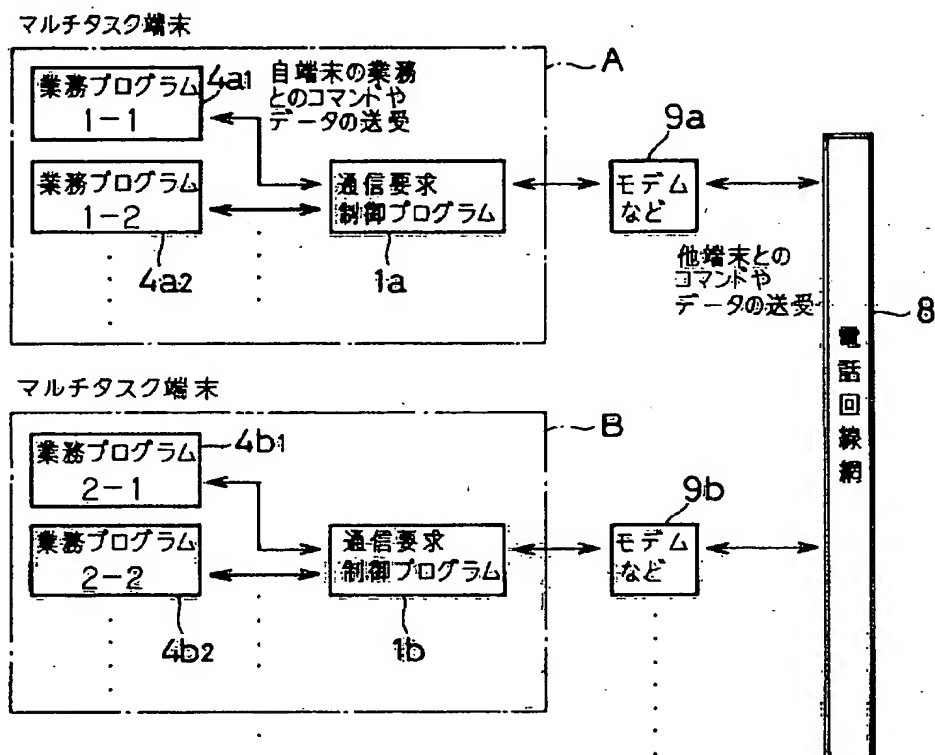 マルチタスク端末
A
業務プログラム
1-1
4a1
自端末の業務
とのコマンドや
データの送受
業務プログラム
1-2
4a2
通信要求
制御プログラム
1a
9a
モデム
など
他端末との
コマンドや
データの送受
8
電話回線網
マルチタスク端末
B
業務プログラム
2-1
4b1
業務プログラム
2-2
4b2
通信要求
制御プログラム
1b
9b
モデム
など